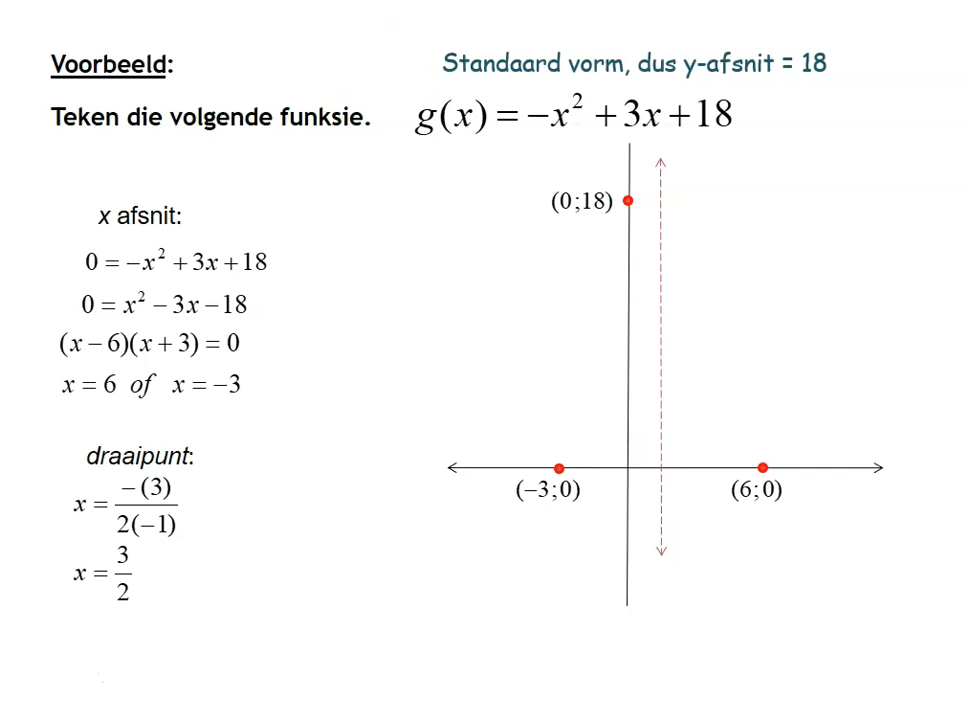 Voorbeeld:
Standaard vorm, dus y-afsnit = 18
Teken die volgende funksie.
g(x) = −x² + 3x + 18
(0;18)
x afsnit:
0 = −x² + 3x + 18
0 = x² − 3x − 18
(x − 6)(x + 3) = 0
x = 6 of x = −3
(−3;0)
(6;0)
draaipunt:
x = −(3) / 2(−1)
x = 3 / 2